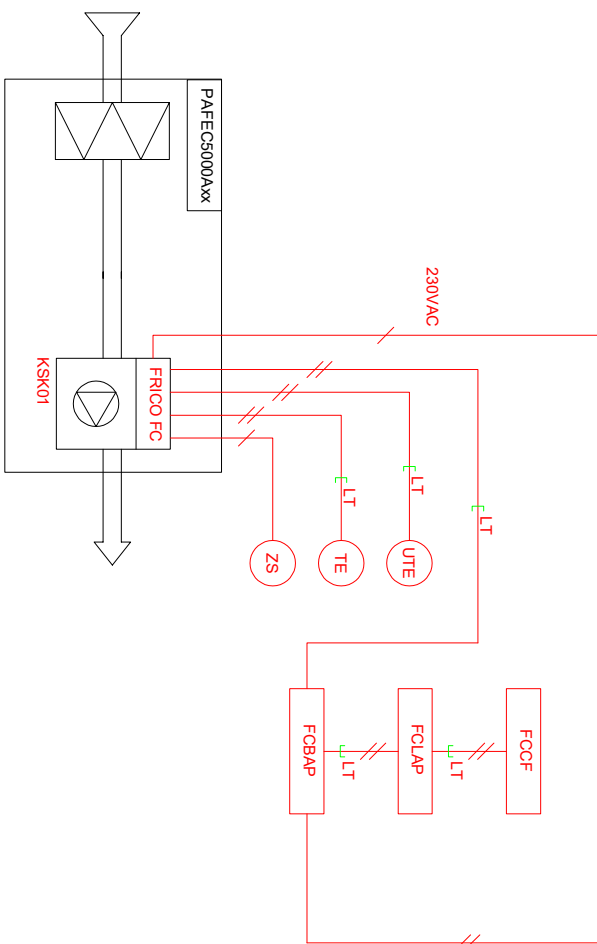 PAFEC5000Axx
230VAC
FRICO FC
KSK01
LT
LT
LT
UTE
TE
ZS
FCCF
LT
FCLAP
LT
FCBAP